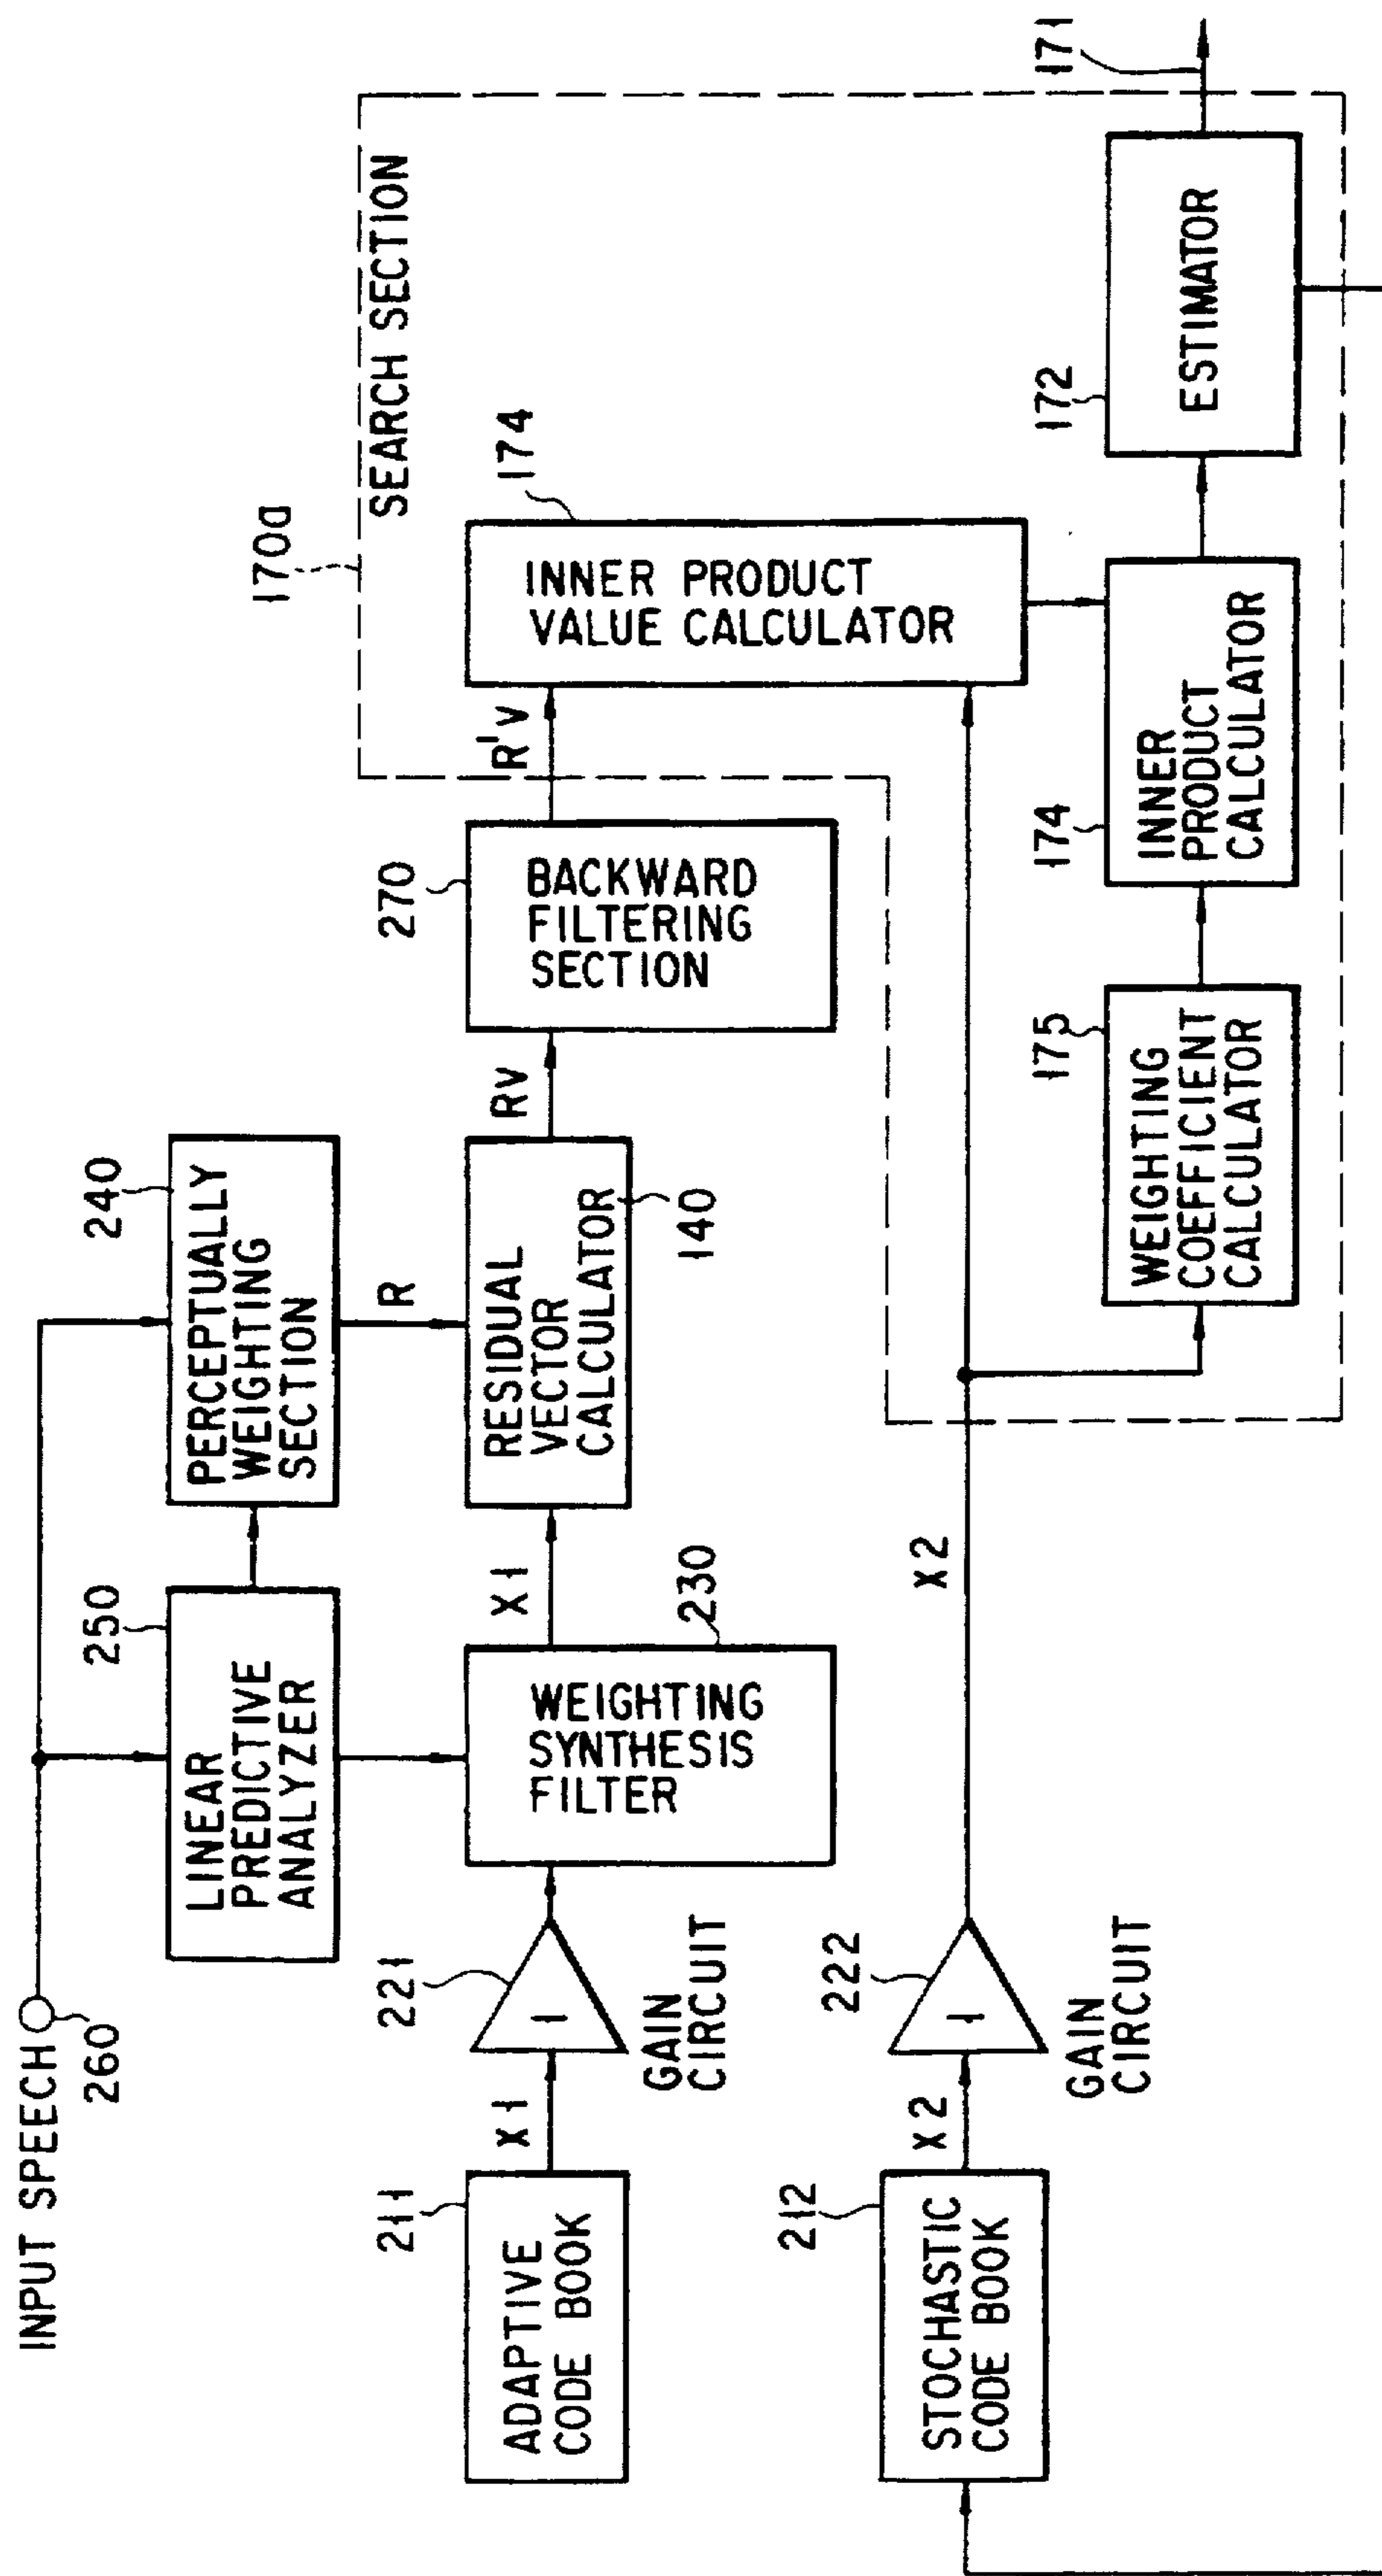 INPUT SPEECH
260
250
LINEAR
PREDICTIVE
ANALYZER
240
PERCEPTUALLY
WEIGHTING
SECTION
R
211
ADAPTIVE
CODE BOOK
X1
221
1
GAIN
CIRCUIT
WEIGHTING
SYNTHESIS
FILTER
230
X1
RESIDUAL
VECTOR
CALCULATOR
140
RV
270
BACKWARD
FILTERING
SECTION
R'V
170a
SEARCH SECTION
174
INNER PRODUCT
VALUE CALCULATOR
212
STOCHASTIC
CODE BOOK
X2
222
1
GAIN
CIRCUIT
X2
175
WEIGHTING
COEFFICIENT
CALCULATOR
174
INNER
PRODUCT
CALCULATOR
172
ESTIMATOR
171